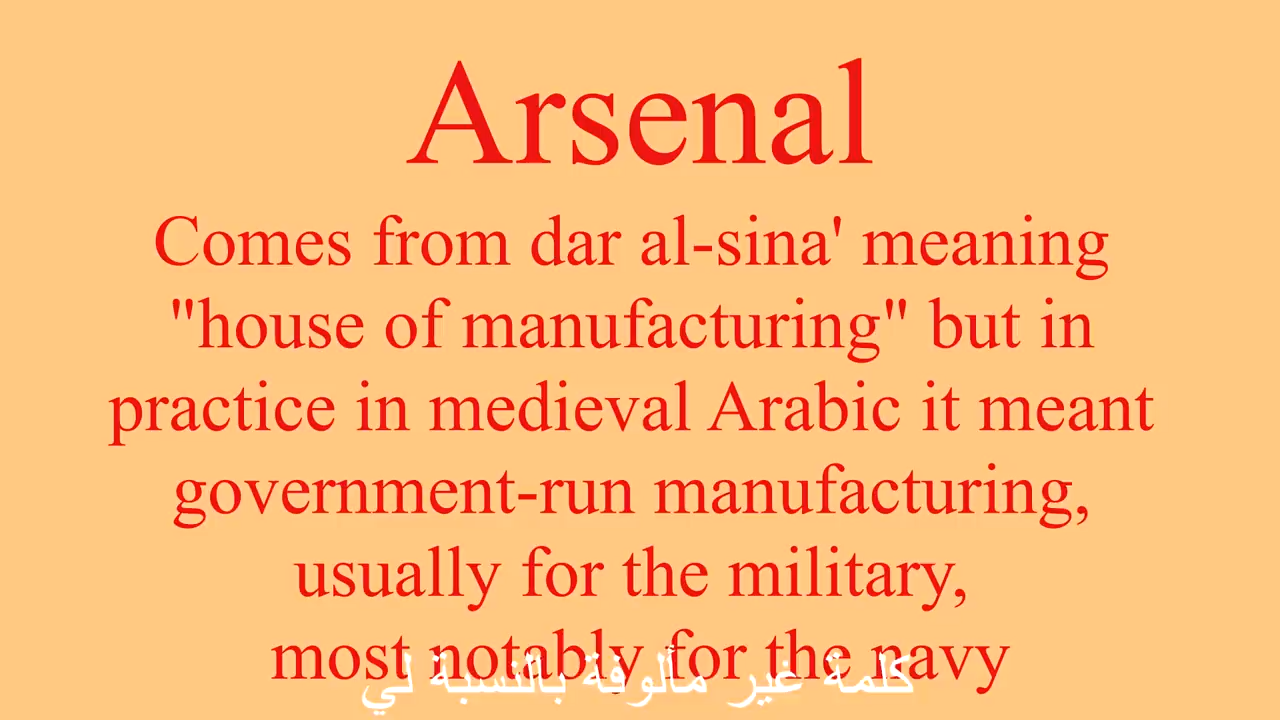 Arsenal
Comes from dar al-sina' meaning
"house of manufacturing" but in
practice in medieval Arabic it meant
government-run manufacturing,
usually for the military,
most notably for the navy
كلمة غير مألوفة بالنسبة لي